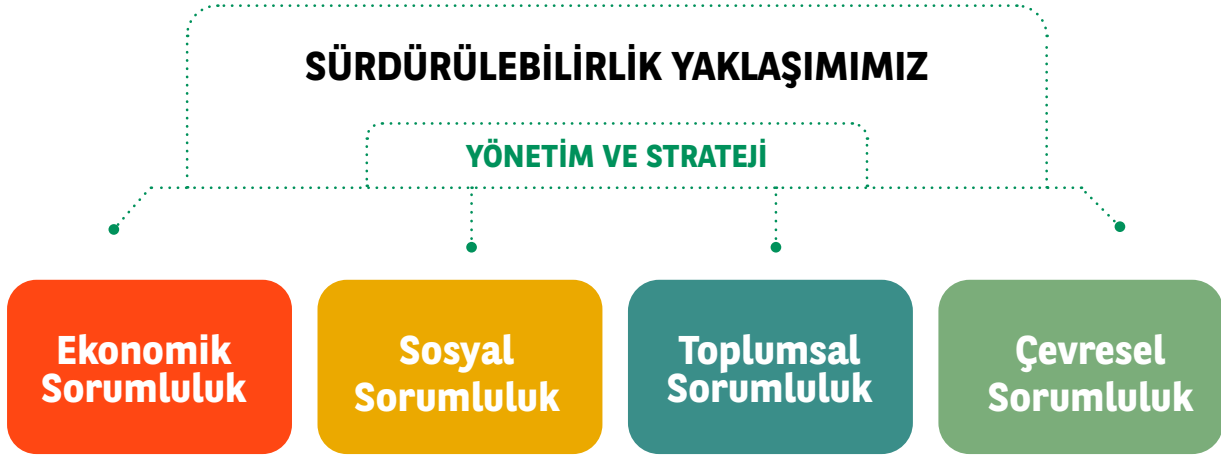 SÜRDÜRÜLEBİLİRLİK YAKLAŞIMIMIZ
YÖNETİM VE STRATEJİ
Ekonomik
Sorumluluk
Sosyal
Sorumluluk
Toplumsal
Sorumluluk
Çevresel
Sorumluluk